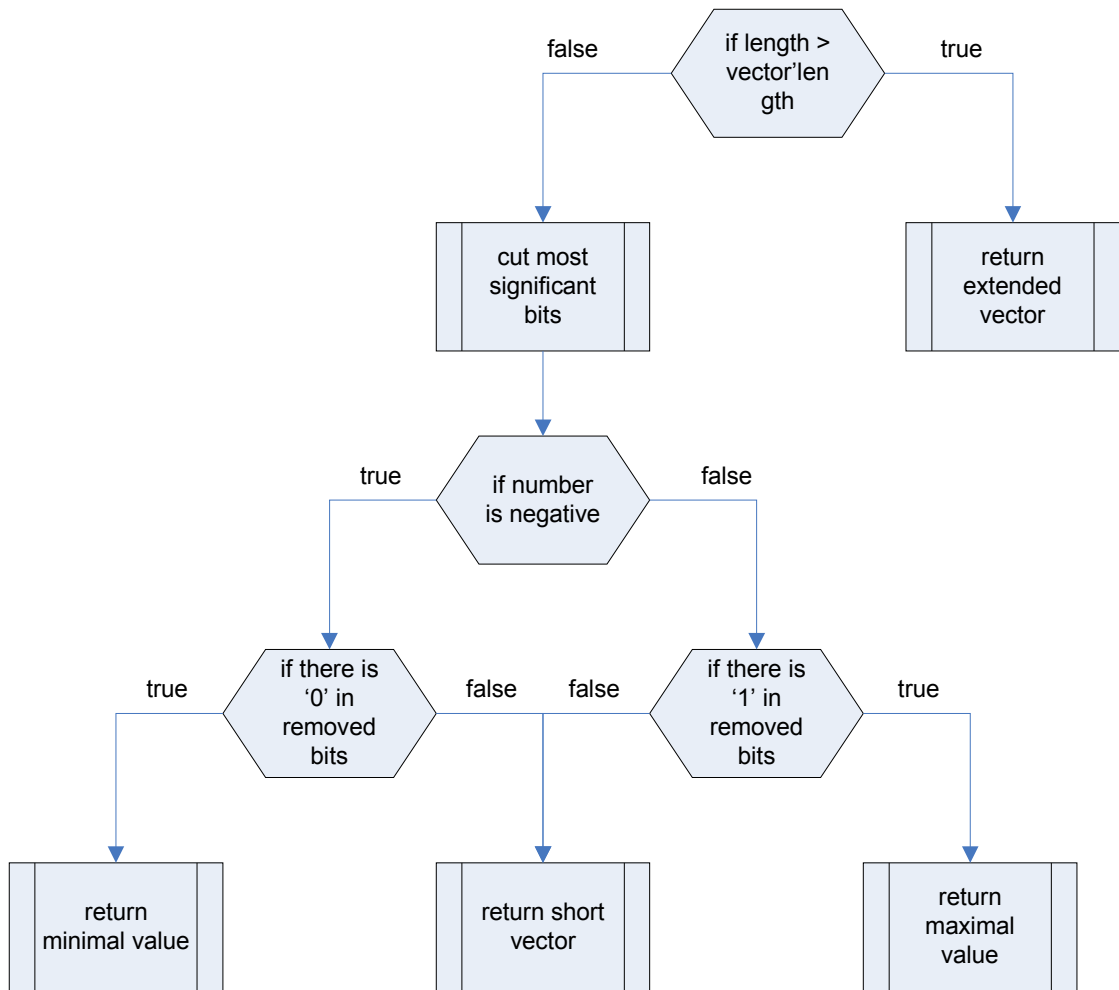 false
if length >
vector’len
gth
true
cut most
significant
bits
return
extended
vector
true
if number
is negative
false
true
if there is
‘0’ in
removed
bits
false
false
if there is
‘1’ in
removed
bits
true
return
minimal value
return short
vector
return
maximal
value